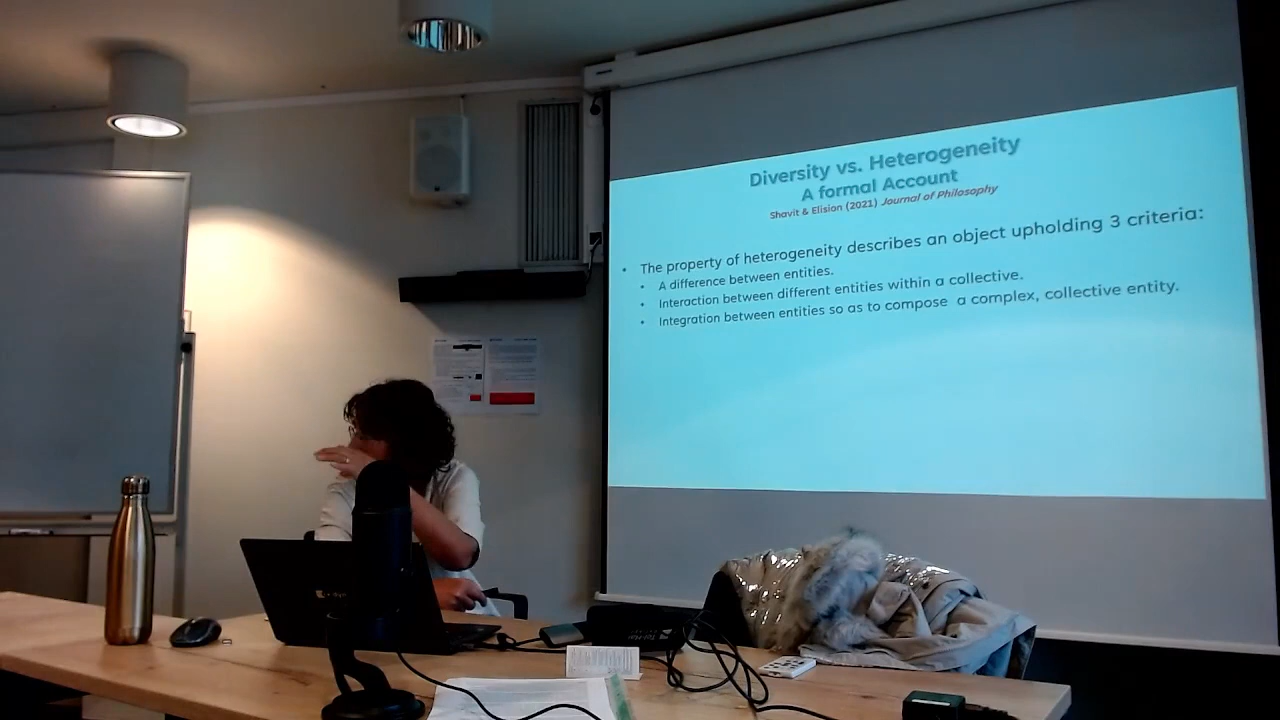 Diversity vs. Heterogeneity
A formal Account
Shavit & Elision (2021) Journal of Philosophy
• The property of heterogeneity describes an object upholding 3 criteria:
• A difference between entities.
• Interaction between different entities within a collective.
• Integration between entities so as to compose a complex, collective entity.